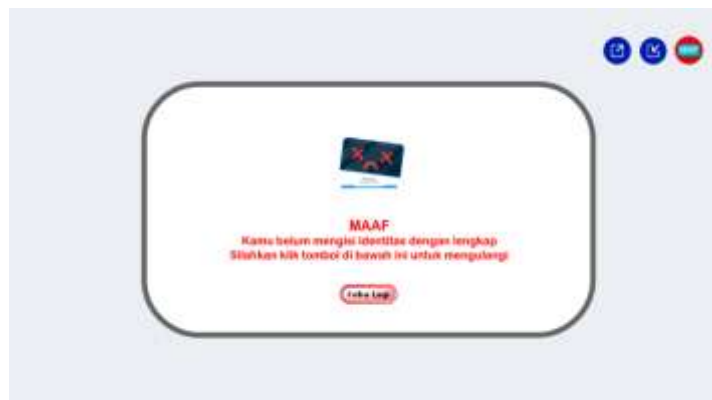 MAAF
Kamu belum mengisi identitas dengan lengkap
Silahkan klik tombol di bawah ini untuk mengulangi
Coba Lagi